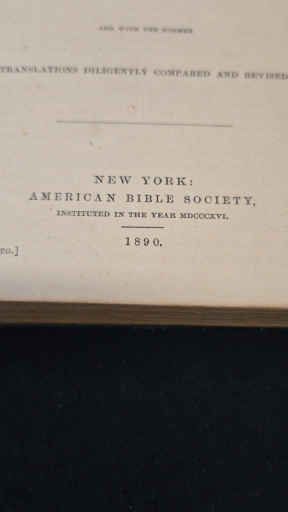 AND WITH THE FORMER
TRANSLATIONS DILIGENTLY COMPARED AND REVISED
NEW YORK:
AMERICAN BIBLE SOCIETY,
INSTITUTED IN THE YEAR MDCCCXVI.
1890.
TO.]